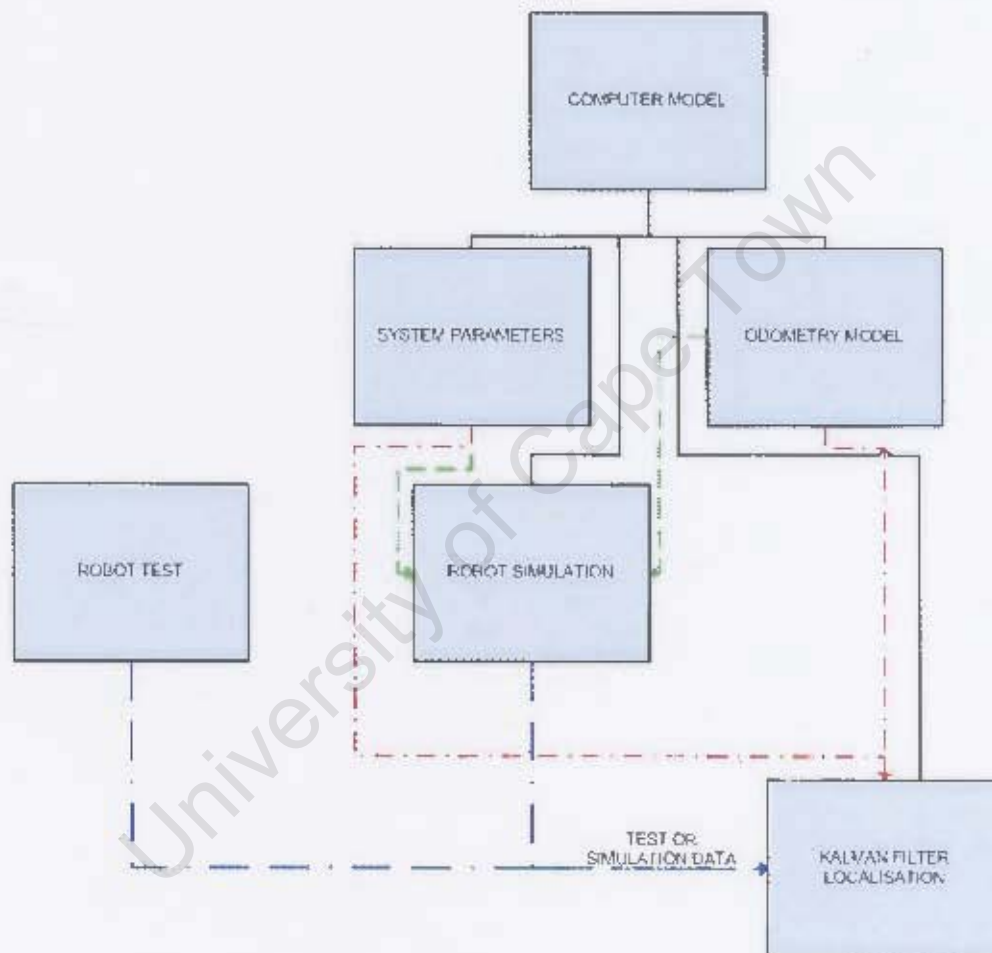 COMPUTER MODEL
SYSTEM PARAMETERS
ODOMETRY MODEL
ROBOT TEST
ROBOT SIMULATION
TEST OR
SIMULATION DATA
KALMAN FILTER
LOCALISATION
University of Cape Town